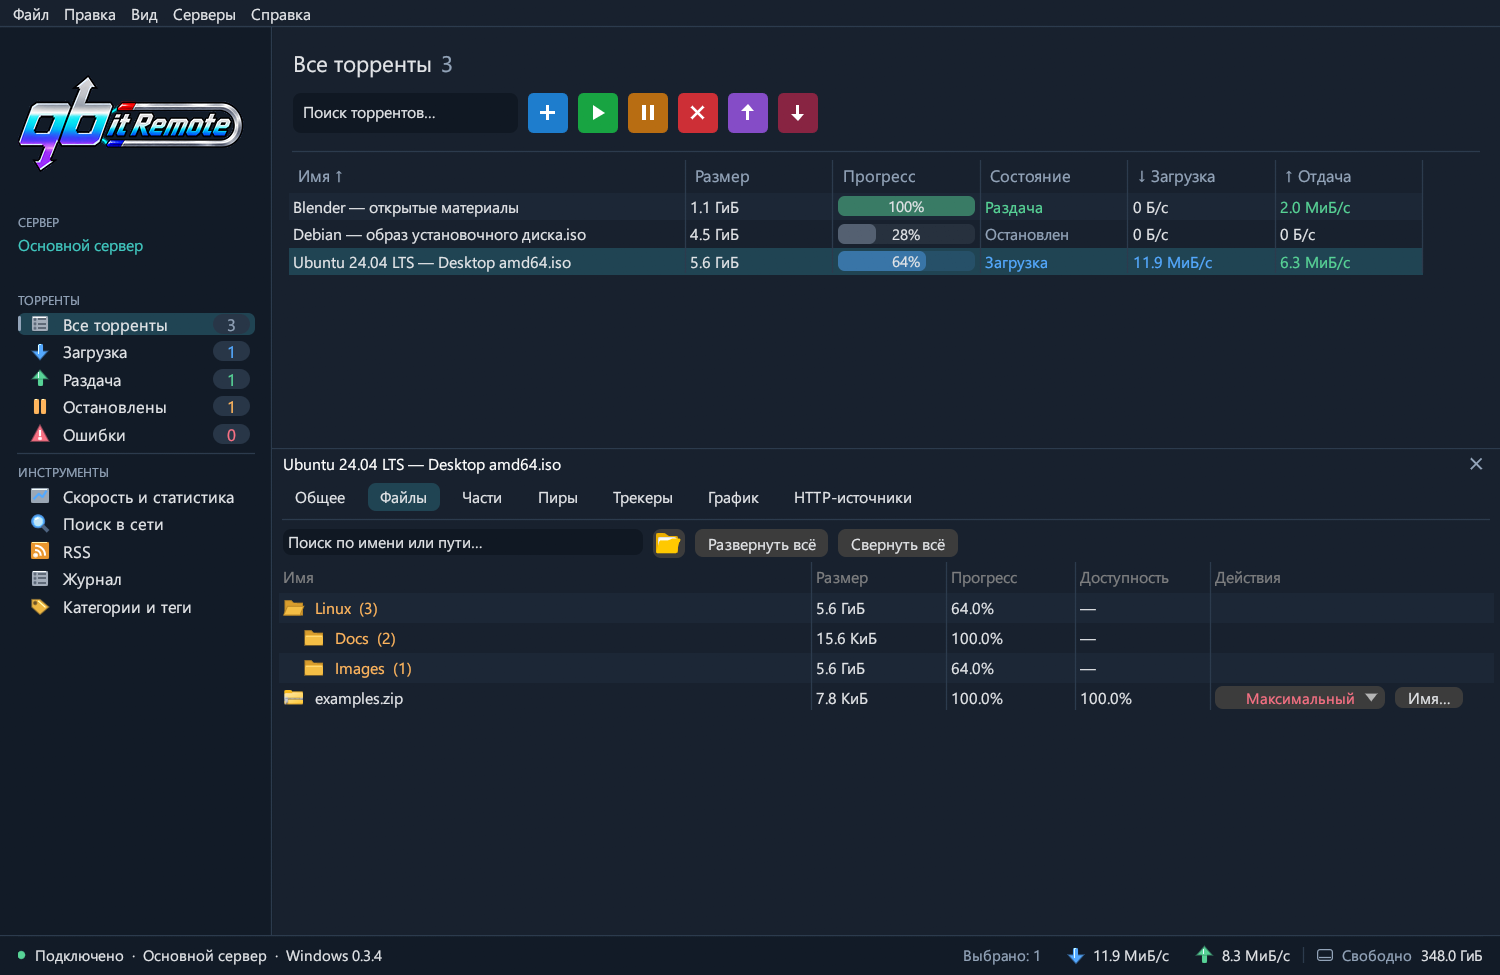 Файл Правка Вид Серверы Справка
qBit Remote
СЕРВЕР
Основной сервер
ТОРРЕНТЫ
Все торренты 3
Загрузка 1
Раздача 1
Остановлены 1
Ошибки 0
ИНСТРУМЕНТЫ
Скорость и статистика
Поиск в сети
RSS
Журнал
Категории и теги
Все торренты 3
Поиск торрентов...
Имя ↑ Размер Прогресс Состояние ↓ Загрузка ↑ Отдача
Blender — открытые материалы 1.1 ГиБ 100% Раздача 0 Б/с 2.0 МиБ/с
Debian — образ установочного диска.iso 4.5 ГиБ 28% Остановлен 0 Б/с 0 Б/с
Ubuntu 24.04 LTS — Desktop amd64.iso 5.6 ГиБ 64% Загрузка 11.9 МиБ/с 6.3 МиБ/с
Ubuntu 24.04 LTS — Desktop amd64.iso
Общее Файлы Части Пиры Трекеры График HTTP-источники
Поиск по имени или пути... Развернуть всё Свернуть всё
Имя Размер Прогресс Доступность Действия
Linux (3) 5.6 ГиБ 64.0% —
Docs (2) 15.6 КиБ 100.0% —
Images (1) 5.6 ГиБ 64.0% —
examples.zip 7.8 КиБ 100.0% 100.0% Максимальный Имя...
Подключено · Основной сервер · Windows 0.3.4 Выбрано: 1 11.9 МиБ/с 8.3 МиБ/с Свободно 348.0 ГиБ